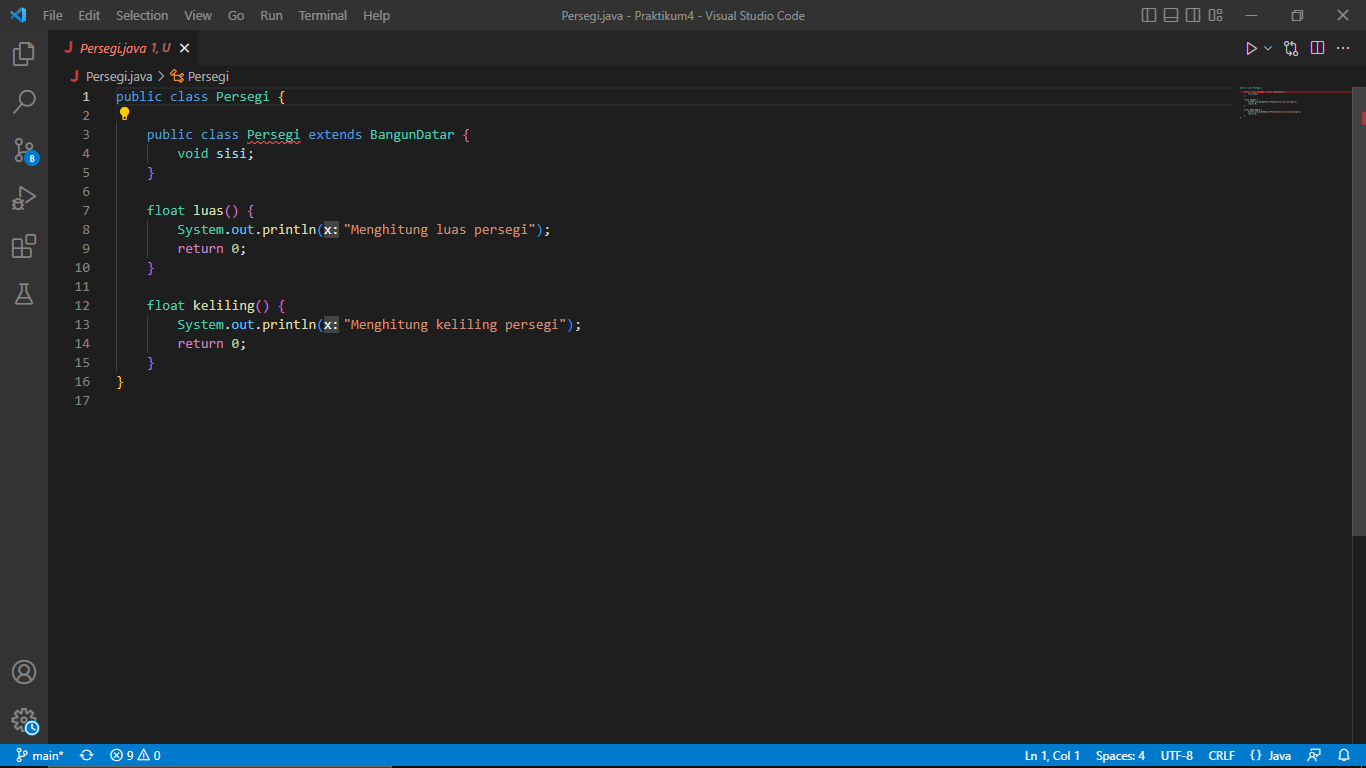 File Edit Selection View Go Run Terminal Help
Persegi.java - Praktikum4 - Visual Studio Code
J Persegi.java 1, U
J Persegi.java > Persegi
1 public class Persegi {
2
3 public class Persegi extends BangunDatar {
4 void sisi;
5 }
6
7 float luas() {
8 System.out.println(x: "Menghitung luas persegi");
9 return 0;
10 }
11
12 float keliling() {
13 System.out.println(x: "Menghitung keliling persegi");
14 return 0;
15 }
16 }
17
8
main* 9 0
Ln 1, Col 1 Spaces: 4 UTF-8 CRLF {} Java